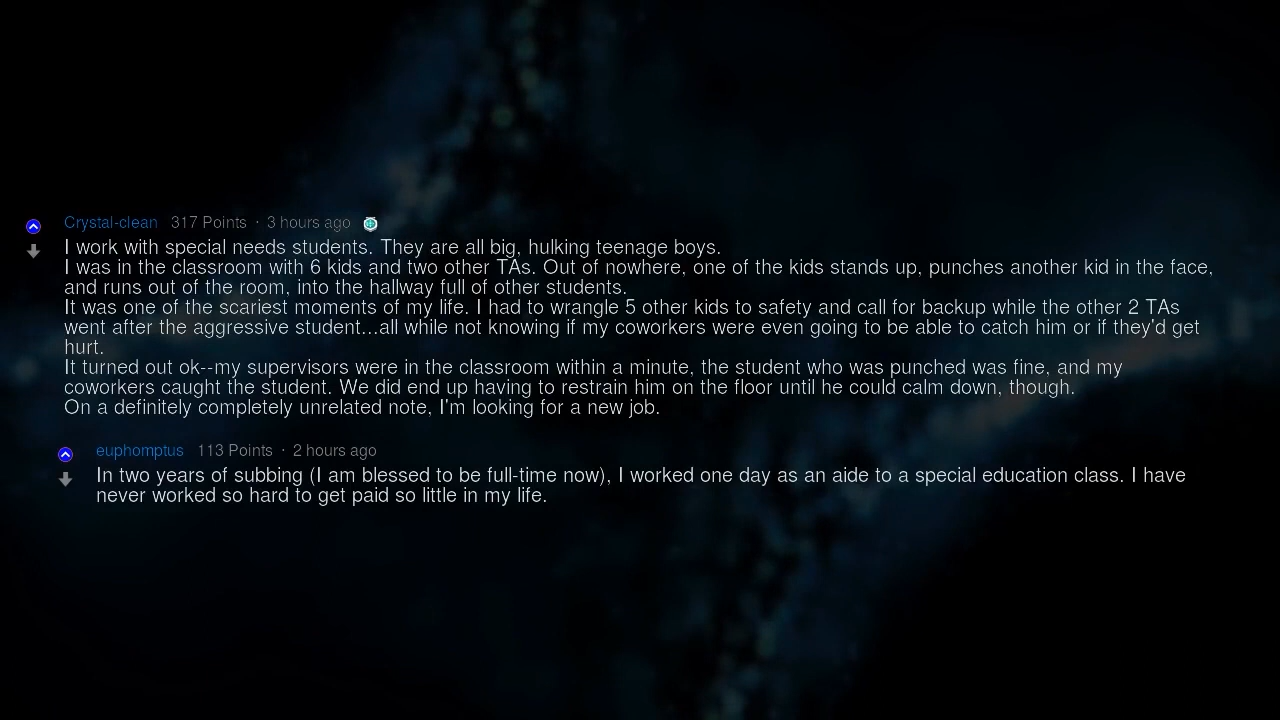 Crystal-clean 317 Points · 3 hours ago
I work with special needs students. They are all big, hulking teenage boys.
I was in the classroom with 6 kids and two other TAs. Out of nowhere, one of the kids stands up, punches another kid in the face,
and runs out of the room, into the hallway full of other students.
It was one of the scariest moments of my life. I had to wrangle 5 other kids to safety and call for backup while the other 2 TAs
went after the aggressive student...all while not knowing if my coworkers were even going to be able to catch him or if they'd get
hurt.
It turned out ok--my supervisors were in the classroom within a minute, the student who was punched was fine, and my
coworkers caught the student. We did end up having to restrain him on the floor until he could calm down, though.
On a definitely completely unrelated note, I'm looking for a new job.
euphomptus 113 Points · 2 hours ago
In two years of subbing (I am blessed to be full-time now), I worked one day as an aide to a special education class. I have
never worked so hard to get paid so little in my life.